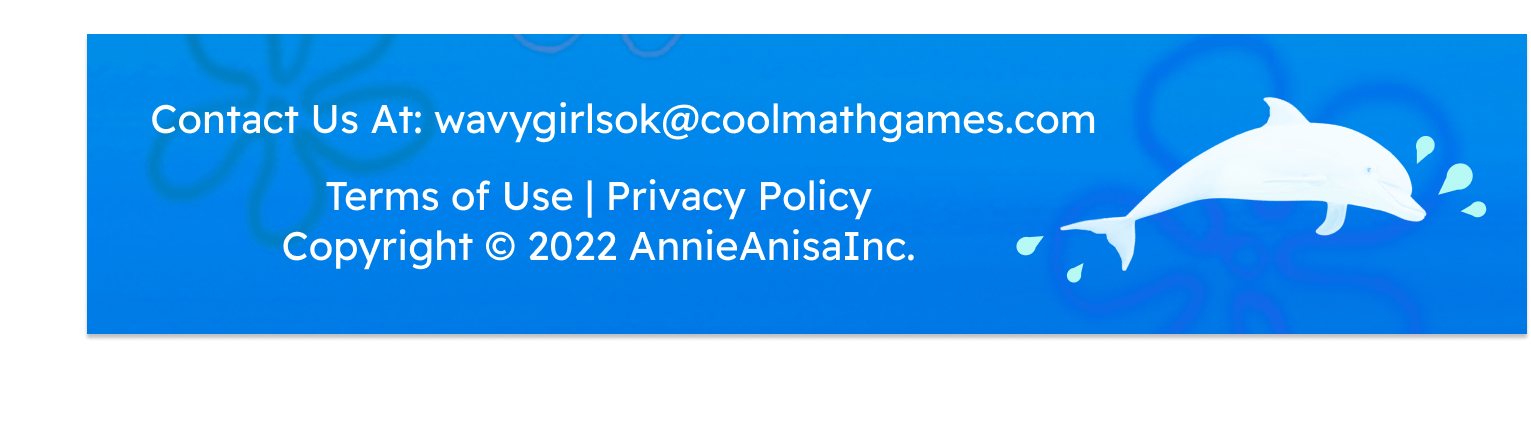 Contact Us At: wavygirlsok@coolmathgames.com
Terms of Use | Privacy Policy
Copyright © 2022 AnnieAnisaInc.